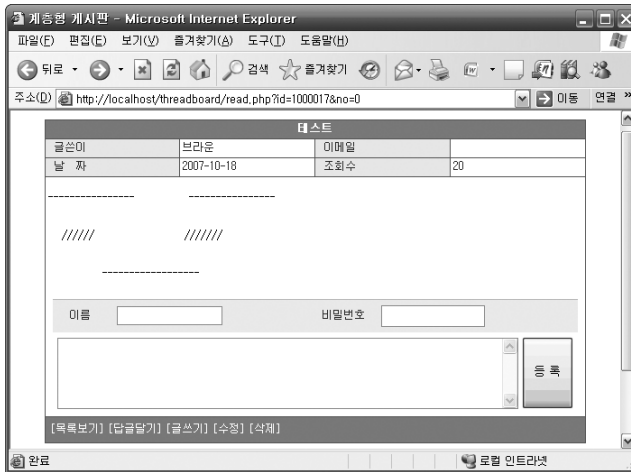 계층형 게시판 - Microsoft Internet Explorer
파일(F) 편집(E) 보기(V) 즐겨찾기(A) 도구(T) 도움말(H)
뒤로 검색 즐겨찾기
주소(D) http://localhost/threadboard/read.php?id=1000017&no=0 이동 연결 »
테스트
글쓴이 브라운 이메일
날 짜 2007-10-18 조회수 20
---------------- ----------------
////// ///////
------------------
이름 비밀번호
등 록
[목록보기] [답글달기] [글쓰기] [수정] [삭제]
완료 로컬 인트라넷